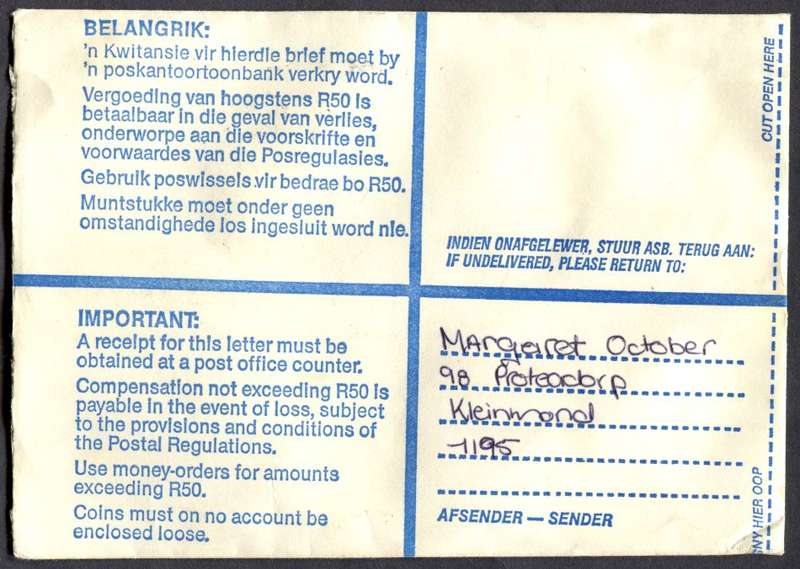 BELANGRIK:
'n Kwitansie vir hierdie brief moet by
'n poskantoortoonbank verkry word.
Vergoeding van hoogstens R50 is
betaalbaar in die geval van verlies,
onderworpe aan die voorskrifte en
voorwaardes van die Posregulasies.
Gebruik poswissels vir bedrae bo R50.
Muntstukke moet onder geen
omstandighede los ingesluit word nie.
INDIEN ONAFGELEWER, STUUR ASB. TERUG AAN:
IF UNDELIVERED, PLEASE RETURN TO:
CUT OPEN HERE
IMPORTANT:
A receipt for this letter must be
obtained at a post office counter.
Compensation not exceeding R50 is
payable in the event of loss, subject
to the provisions and conditions of
the Postal Regulations.
Use money-orders for amounts
exceeding R50.
Coins must on no account be
enclosed loose.
Margaret October
98 Proteadorp
Kleinmond
7195
AFSENDER — SENDER
SNY HIER OOP